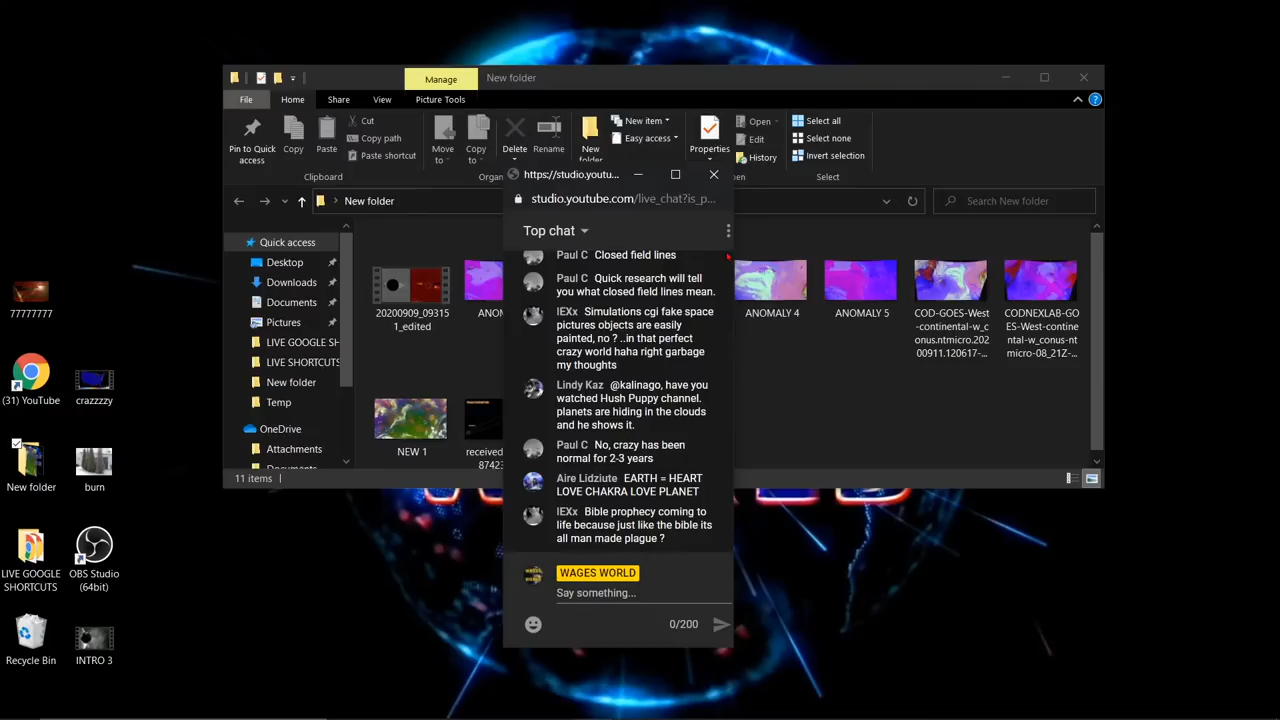 Manage
New folder
File
Home
Share
View
Picture Tools
Pin to Quick
access
Copy
Paste
Cut
Copy path
Paste shortcut
Move
to
Copy
to
Delete
Rename
New
folder
New item
Easy access
Properties
Open
Edit
History
Select all
Select none
Invert selection
Clipboard
Organ
pen
Select
New folder
Search New folder
Quick access
Desktop
Downloads
Documents
Pictures
LIVE GOOGLE SH
LIVE SHORTCUTS
New folder
Temp
OneDrive
Attachments
Documents
20200909_09315
1_edited
ANOM
ANOMALY 4
ANOMALY 5
COD-GOES-West
-continental-w_c
onus.ntmicro.20
200911.120617-...
CODNEXLAB-GO
ES-West-contine
ntal-w_conus-nt
micro-08_21Z-...
NEW 1
received
8742
11 items
https://studio.youtu...
studio.youtube.com/live_chat?is_p...
Top chat
Paul C Closed field lines
Paul C Quick research will tell
you what closed field lines mean.
IEXx Simulations cgi fake space
pictures objects are easily
painted, no ? ..in that perfect
crazy world haha right garbage
my thoughts
Lindy Kaz @kalinago, have you
watched Hush Puppy channel.
planets are hiding in the clouds
and he shows it.
Paul C No, crazy has been
normal for 2-3 years
Aire Lidziute EARTH = HEART
LOVE CHAKRA LOVE PLANET
IEXx Bible prophecy coming to
life because just like the bible its
all man made plague ?
WAGES WORLD
Say something...
0/200
77777777
(31) YouTube
crazzzzy
New folder
burn
LIVE GOOGLE
SHORTCUTS
OBS Studio
(64bit)
Recycle Bin
INTRO 3